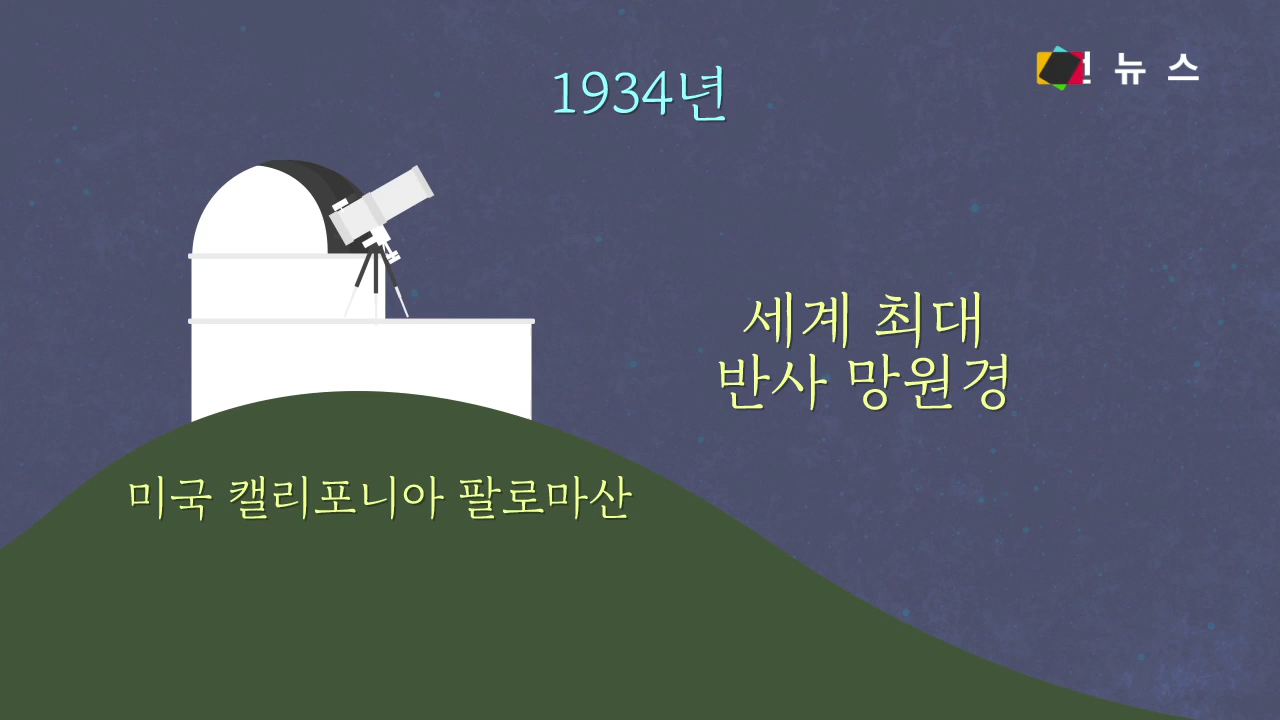 1934년
뉴스
세계 최대
반사 망원경
미국 캘리포니아 팔로마산